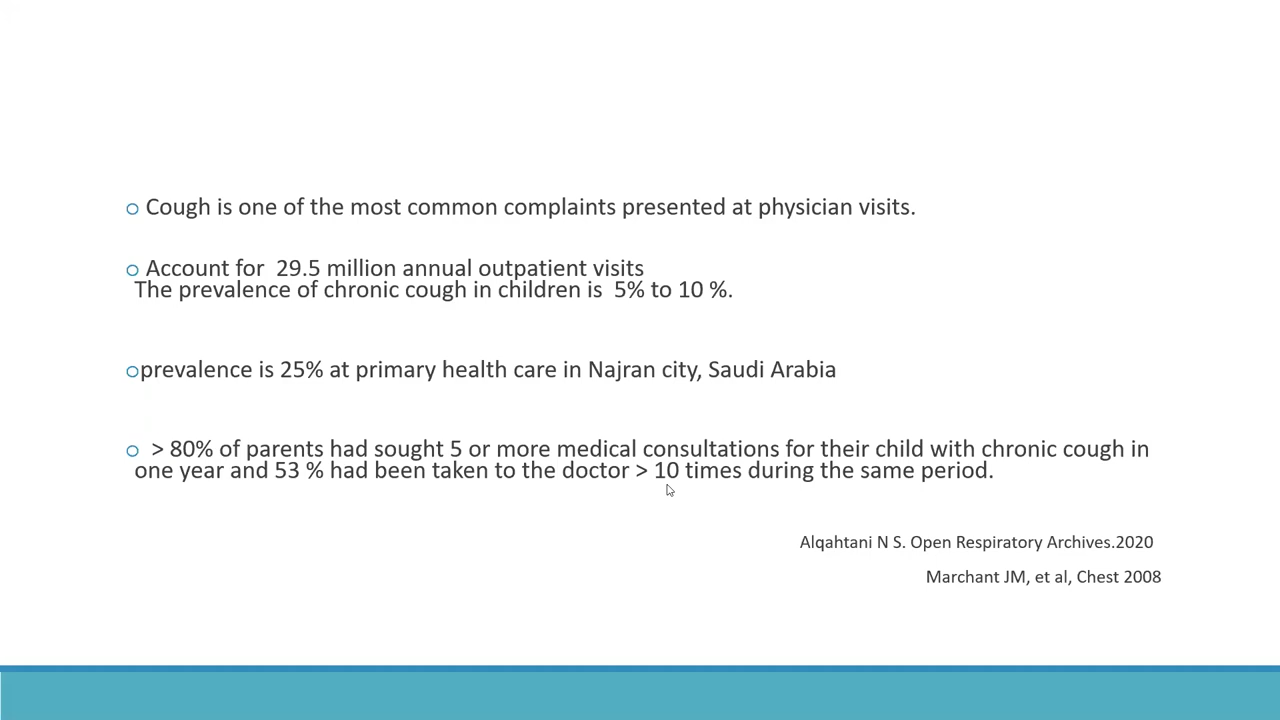 o Cough is one of the most common complaints presented at physician visits.
o Account for 29.5 million annual outpatient visits
The prevalence of chronic cough in children is 5% to 10 %.
oprevalence is 25% at primary health care in Najran city, Saudi Arabia
o > 80% of parents had sought 5 or more medical consultations for their child with chronic cough in
one year and 53 % had been taken to the doctor > 10 times during the same period.
Alqahtani N S. Open Respiratory Archives.2020
Marchant JM, et al, Chest 2008